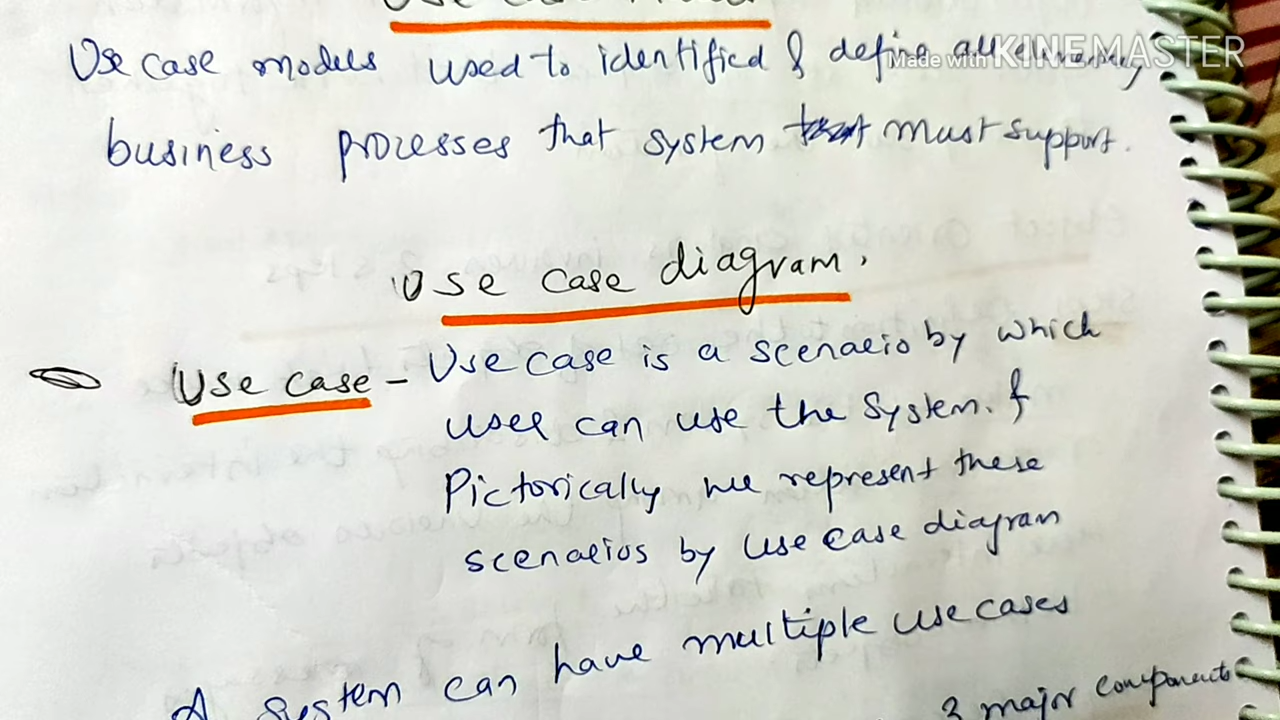 Use case models used to identified & define all
Made with KINEMASTER
business processes that system must support.
Use case diagram.
Use case - Use case is a scenario by which
user can use the system. &
Pictorically we represent these
scenarios by use case diagram
A system can have multiple use cases
3 major components